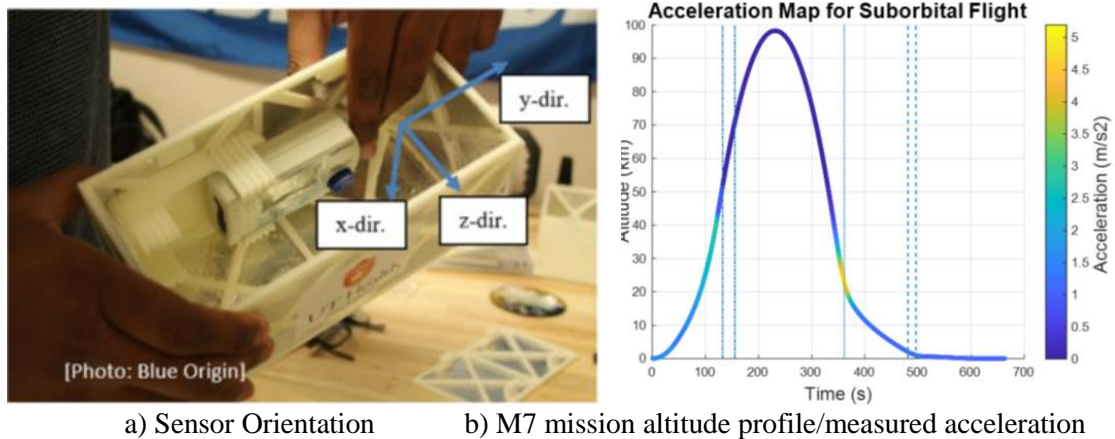 y-dir.
x-dir.
z-dir.
[Photo: Blue Origin]
Acceleration Map for Suborbital Flight
100
90
80
70
60
50
40
30
20
10
0
Altitude (km)
0 100 200 300 400 500 600 700
Time (s)
5
4.5
4
3.5
3
2.5
2
1.5
1
0.5
0
Acceleration (m/s2)
a) Sensor Orientation b) M7 mission altitude profile/measured acceleration